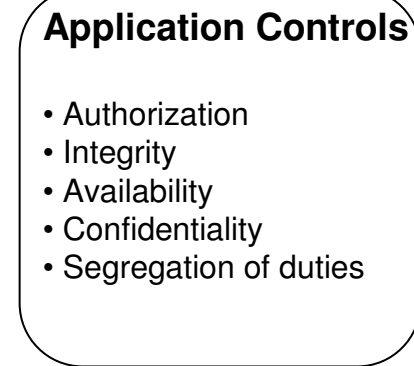 Application Controls
• Authorization
• Integrity
• Availability
• Confidentiality
• Segregation of duties